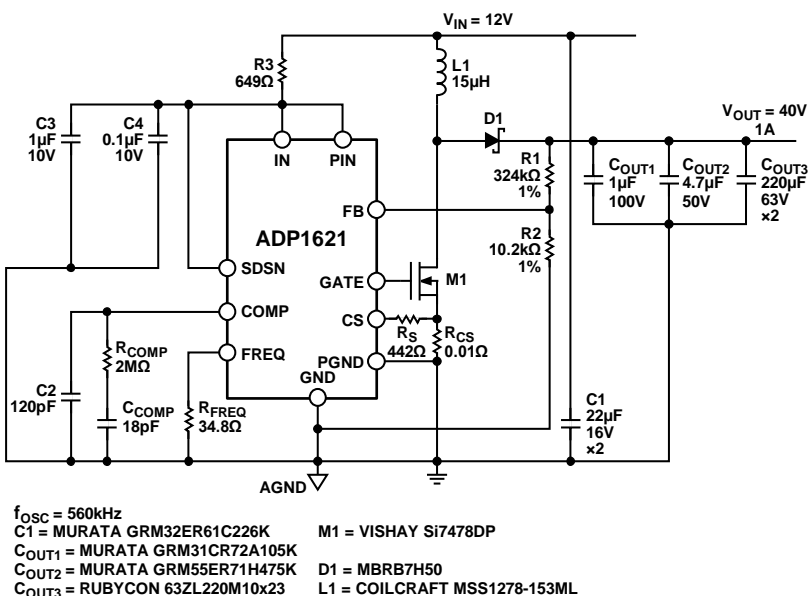 V_IN = 12V
R3
649Ω
L1
15µH
C3
1µF
10V
C4
0.1µF
10V
D1
V_OUT = 40V
1A
IN
PIN
R1
324kΩ
1%
C_OUT1
1µF
100V
C_OUT2
4.7µF
50V
C_OUT3
220µF
63V
×2
FB
ADP1621
R2
10.2kΩ
1%
SDSN
GATE
M1
COMP
CS
R_S
442Ω
R_CS
0.01Ω
R_COMP
2MΩ
FREQ
PGND
GND
C2
120pF
C_COMP
18pF
R_FREQ
34.8Ω
C1
22µF
16V
×2
AGND
f_OSC = 560kHz
C1 = MURATA GRM32ER61C226K
M1 = VISHAY Si7478DP
C_OUT1 = MURATA GRM31CR72A105K
C_OUT2 = MURATA GRM55ER71H475K
D1 = MBRB7H50
C_OUT3 = RUBYCON 63ZL220M10x23
L1 = COILCRAFT MSS1278-153ML